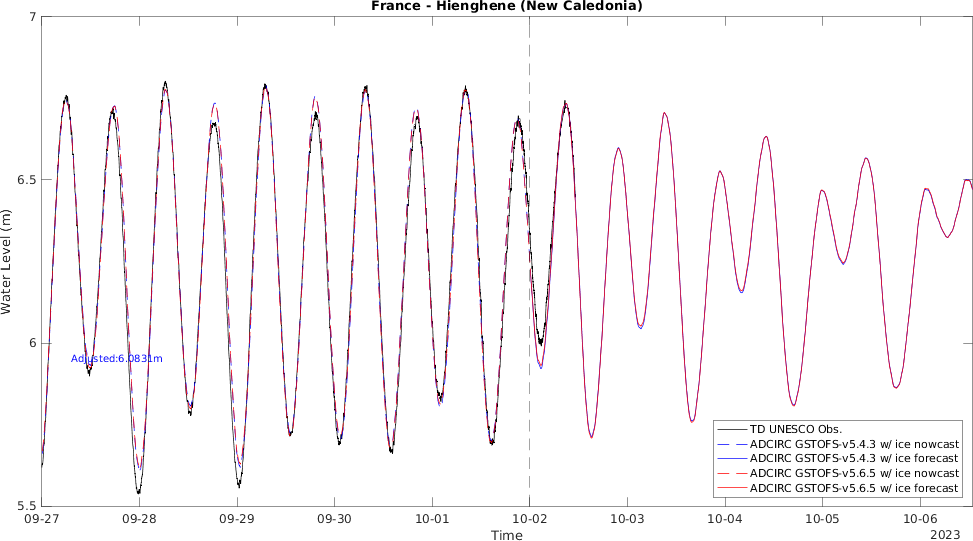 France - Hienghene (New Caledonia)
7
6.5
6
5.5
Water Level (m)
Adjusted:6.0831m
TD UNESCO Obs.
ADCIRC GSTOFS-v5.4.3 w/ ice nowcast
ADCIRC GSTOFS-v5.4.3 w/ ice forecast
ADCIRC GSTOFS-v5.6.5 w/ ice nowcast
ADCIRC GSTOFS-v5.6.5 w/ ice forecast
09-27 09-28 09-29 09-30 10-01 10-02 10-03 10-04 10-05 10-06
Time
2023